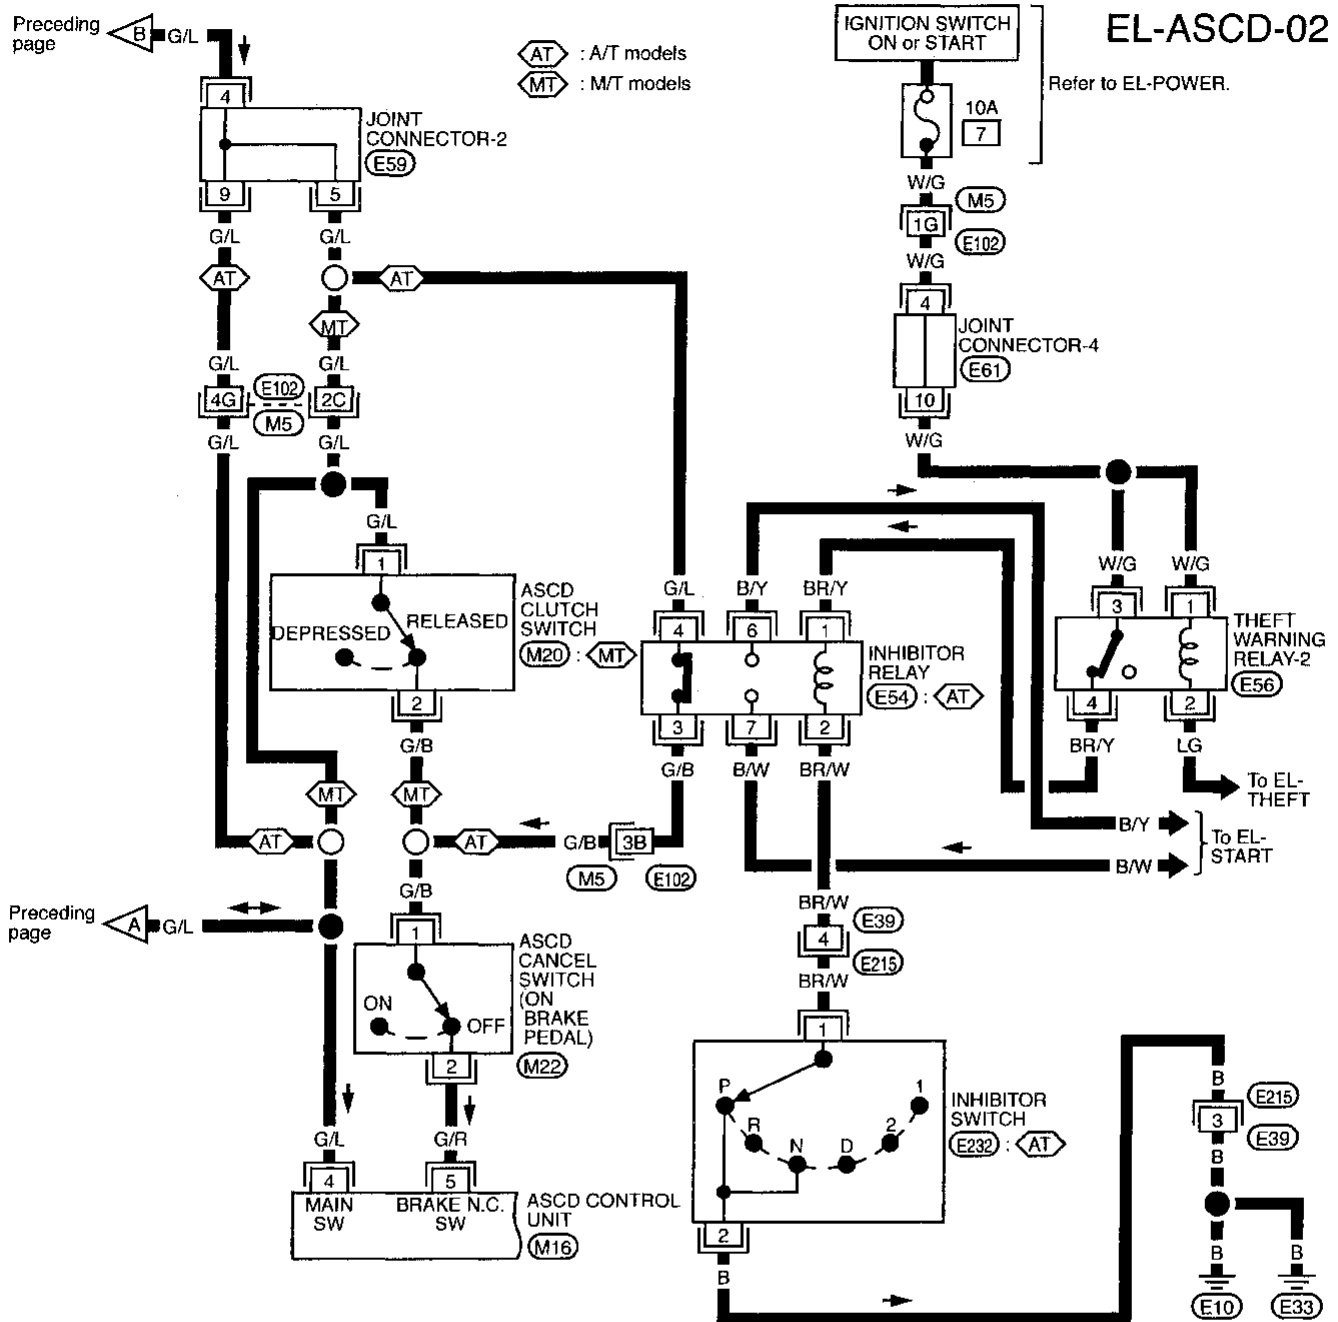 EL-ASCD-02
Preceding
page
B
G/L
AT : A/T models
MT : M/T models
IGNITION SWITCH
ON or START
Refer to EL-POWER.
10A
7
4
JOINT
CONNECTOR-2
E59
9
5
W/G
M5
1G
E102
W/G
G/L
G/L
AT
AT
MT
4
JOINT
CONNECTOR-4
E61
10
W/G
G/L
G/L
4G
E102
M5
2C
G/L
G/L
G/L
1
ASCD
CLUTCH
SWITCH
M20 : MT
DEPRESSED
RELEASED
2
G/B
G/L
B/Y
BR/Y
4
6
1
INHIBITOR
RELAY
E54 : AT
3
7
2
G/B
B/W
BR/W
W/G
W/G
3
1
THEFT
WARNING
RELAY-2
E56
4
2
BR/Y
LG
To EL-
THEFT
MT
MT
AT
AT
G/B
3B
M5
E102
B/Y
B/W
To EL-
START
G/B
Preceding
page
A
G/L
1
ASCD
CANCEL
SWITCH
(ON
BRAKE
PEDAL)
M22
ON
OFF
2
BR/W
E39
4
E215
BR/W
1
P
R
N
D
2
1
INHIBITOR
SWITCH
E232 : AT
2
B
G/L
G/R
4
5
MAIN
SW
BRAKE N.C.
SW
ASCD CONTROL
UNIT
M16
B
E215
3
E39
B
B
B
E10
E33